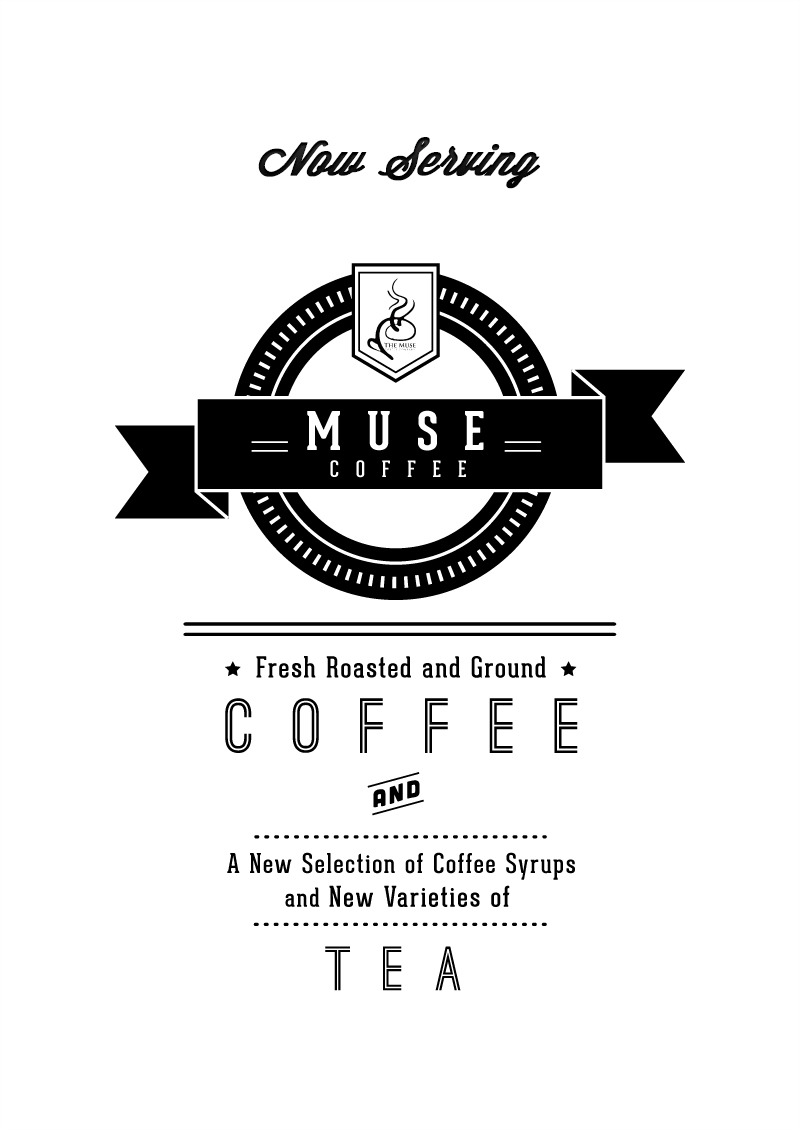 Now Serving
THE MUSE
MUSE
COFFEE
Fresh Roasted and Ground
COFFEE
AND
A New Selection of Coffee Syrups
and New Varieties of
TEA